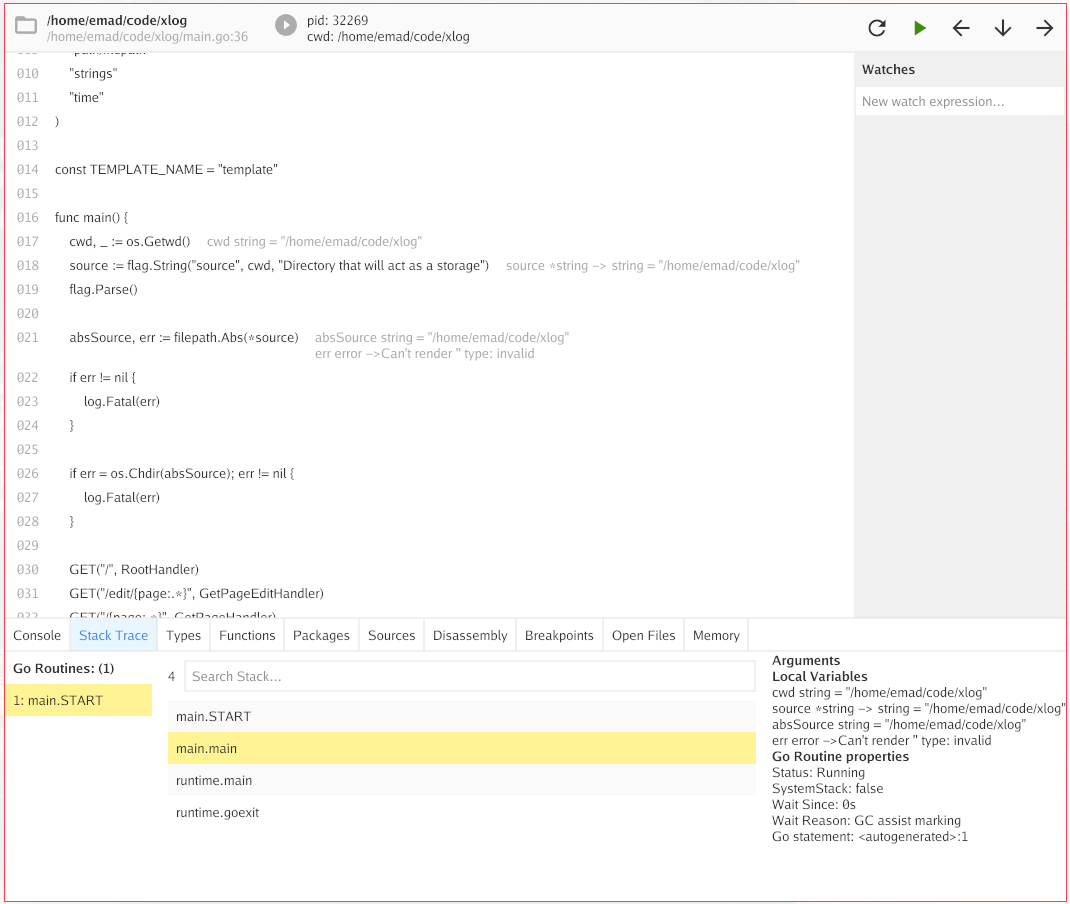 /home/emad/code/xlog
/home/emad/code/xlog/main.go:36
pid: 32269
cwd: /home/emad/code/xlog
010 "strings"
011 "time"
012 )
013
014 const TEMPLATE_NAME = "template"
015
016 func main() {
017 cwd, _ := os.Getwd() cwd string = "/home/emad/code/xlog"
018 source := flag.String("source", cwd, "Directory that will act as a storage") source *string -> string = "/home/emad/code/xlog"
019 flag.Parse()
020
021 absSource, err := filepath.Abs(*source) absSource string = "/home/emad/code/xlog"
err error ->Can't render '' type: invalid
022 if err != nil {
023 log.Fatal(err)
024 }
025
026 if err = os.Chdir(absSource); err != nil {
027 log.Fatal(err)
028 }
029
030 GET("/", RootHandler)
031 GET("/edit/{page:.*}", GetPageEditHandler)
032 GET("/{page:.*}", GetPageHandler)
Watches
New watch expression...
Console Stack Trace Types Functions Packages Sources Disassembly Breakpoints Open Files Memory
Go Routines: (1)
1: main.START
4 Search Stack...
main.START
main.main
runtime.main
runtime.goexit
Arguments
Local Variables
cwd string = "/home/emad/code/xlog"
source *string -> string = "/home/emad/code/xlog"
absSource string = "/home/emad/code/xlog"
err error ->Can't render '' type: invalid
Go Routine properties
Status: Running
SystemStack: false
Wait Since: 0s
Wait Reason: GC assist marking
Go statement: <autogenerated>:1